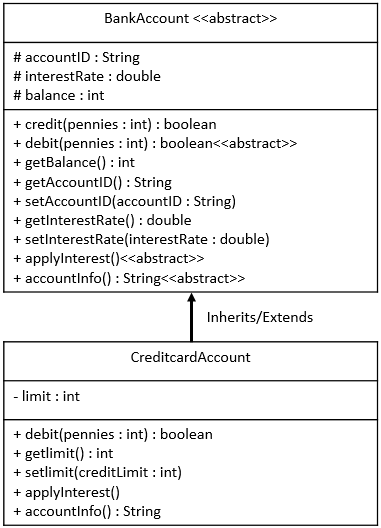 BankAccount <<abstract>>
# accountID : String
# interestRate : double
# balance : int
+ credit(pennies : int) : boolean
+ debit(pennies : int) : boolean<<abstract>>
+ getBalance() : int
+ getAccountID() : String
+ setAccountID(accountID : String)
+ getInterestRate() : double
+ setInterestRate(interestRate : double)
+ applyInterest()<<abstract>>
+ accountInfo() : String<<abstract>>
Inherits/Extends
CreditcardAccount
- limit : int
+ debit(pennies : int) : boolean
+ getlimit() : int
+ setlimit(creditLimit : int)
+ applyInterest()
+ accountInfo() : String